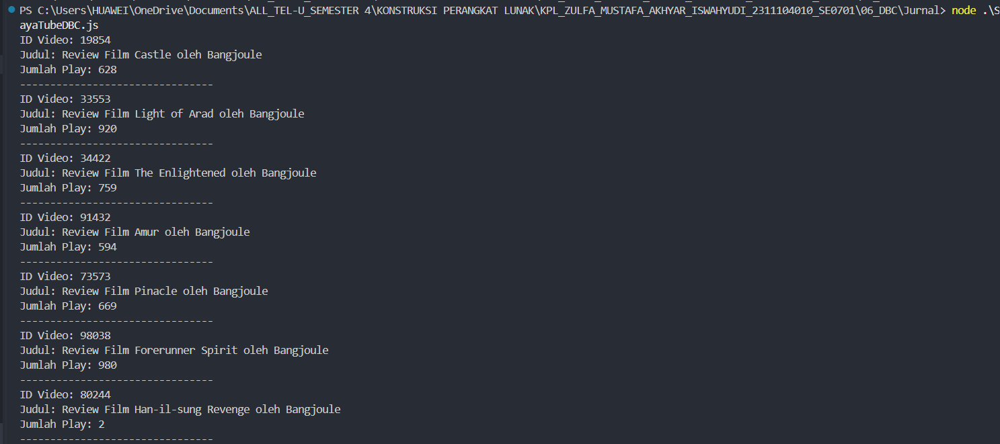 PS C:\Users\HUAWEI\OneDrive\Documents\ALL_TEL-U_SEMESTER 4\KONSTRUKSI PERANGKAT LUNAK\KPL_ZULFA_MUSTAFA_AKHYAR_ISWAHYUDI_2311104010_SE0701\06_DBC\Jurnal> node .\S
ayaTubeDBC.js
ID Video: 19854
Judul: Review Film Castle oleh Bangjoule
Jumlah Play: 628
--------------------------------
ID Video: 33553
Judul: Review Film Light of Arad oleh Bangjoule
Jumlah Play: 920
--------------------------------
ID Video: 34422
Judul: Review Film The Enlightened oleh Bangjoule
Jumlah Play: 759
--------------------------------
ID Video: 91432
Judul: Review Film Amur oleh Bangjoule
Jumlah Play: 594
--------------------------------
ID Video: 73573
Judul: Review Film Pinacle oleh Bangjoule
Jumlah Play: 669
--------------------------------
ID Video: 98038
Judul: Review Film Forerunner Spirit oleh Bangjoule
Jumlah Play: 980
--------------------------------
ID Video: 80244
Judul: Review Film Han-il-sung Revenge oleh Bangjoule
Jumlah Play: 2
--------------------------------